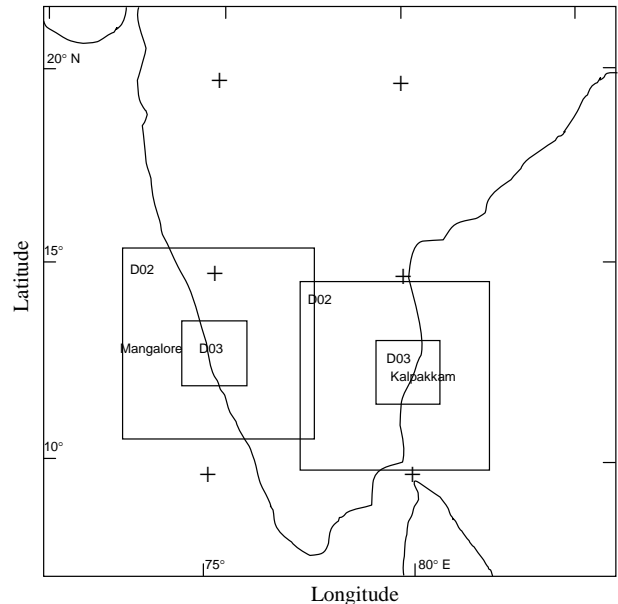 20° N
15°
D02
D02
Mangalore
D03
D03
Kalpakkam
10°
75°
80° E
Latitude
Longitude